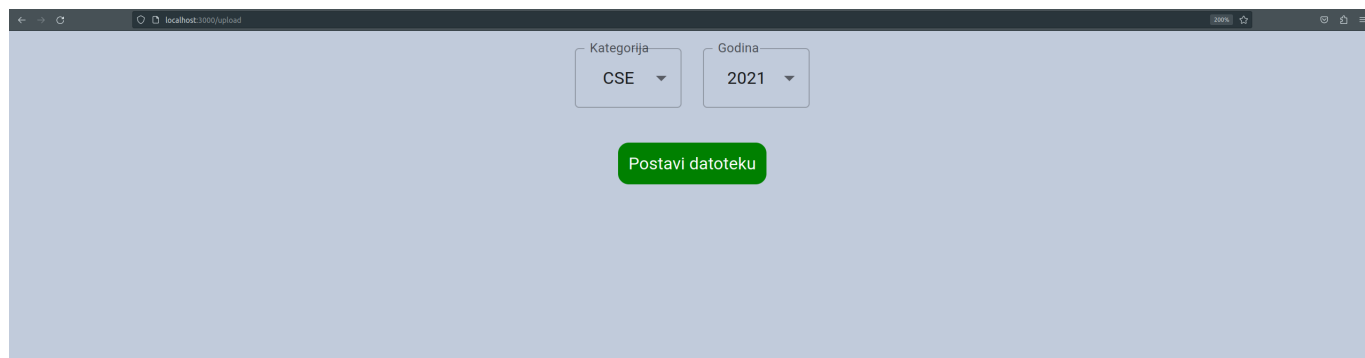 localhost:3000/upload
200%
Kategorija
Godina
CSE
2021
Postavi datoteku